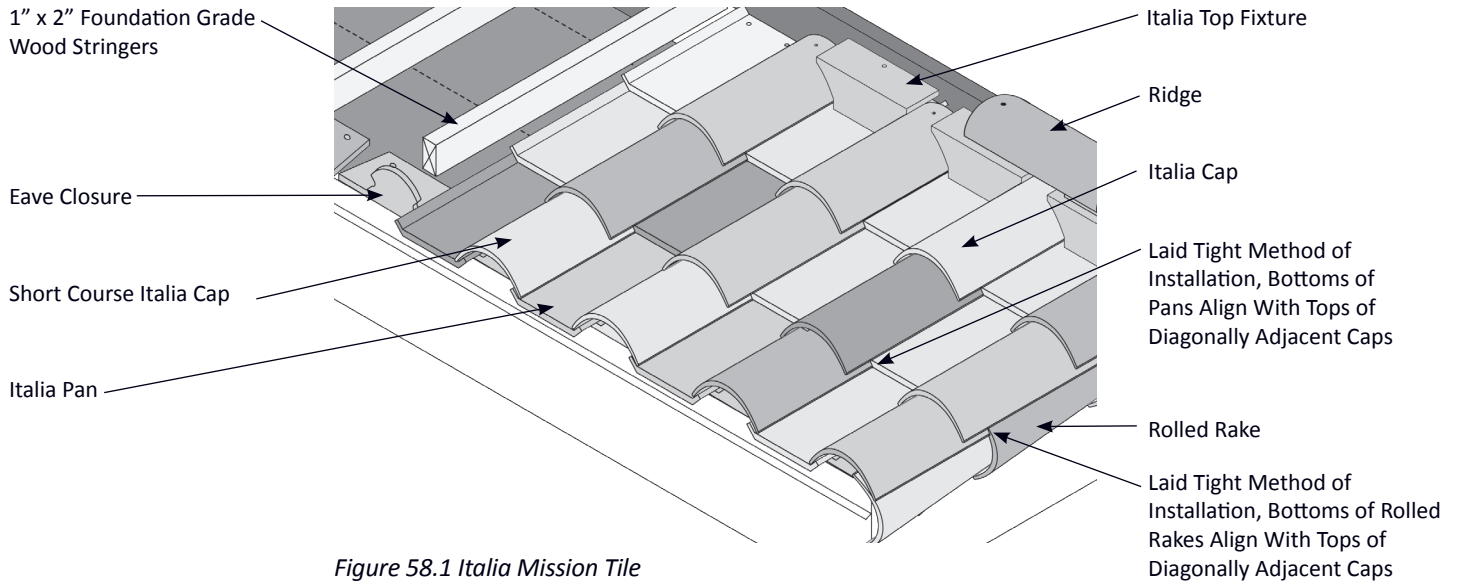 1” x 2” Foundation Grade
Wood Stringers
Eave Closure
Short Course Italia Cap
Italia Pan
Italia Top Fixture
Ridge
Italia Cap
Laid Tight Method of
Installation, Bottoms of
Pans Align With Tops of
Diagonally Adjacent Caps
Rolled Rake
Laid Tight Method of
Installation, Bottoms of Rolled
Rakes Align With Tops of
Diagonally Adjacent Caps
Figure 58.1 Italia Mission Tile